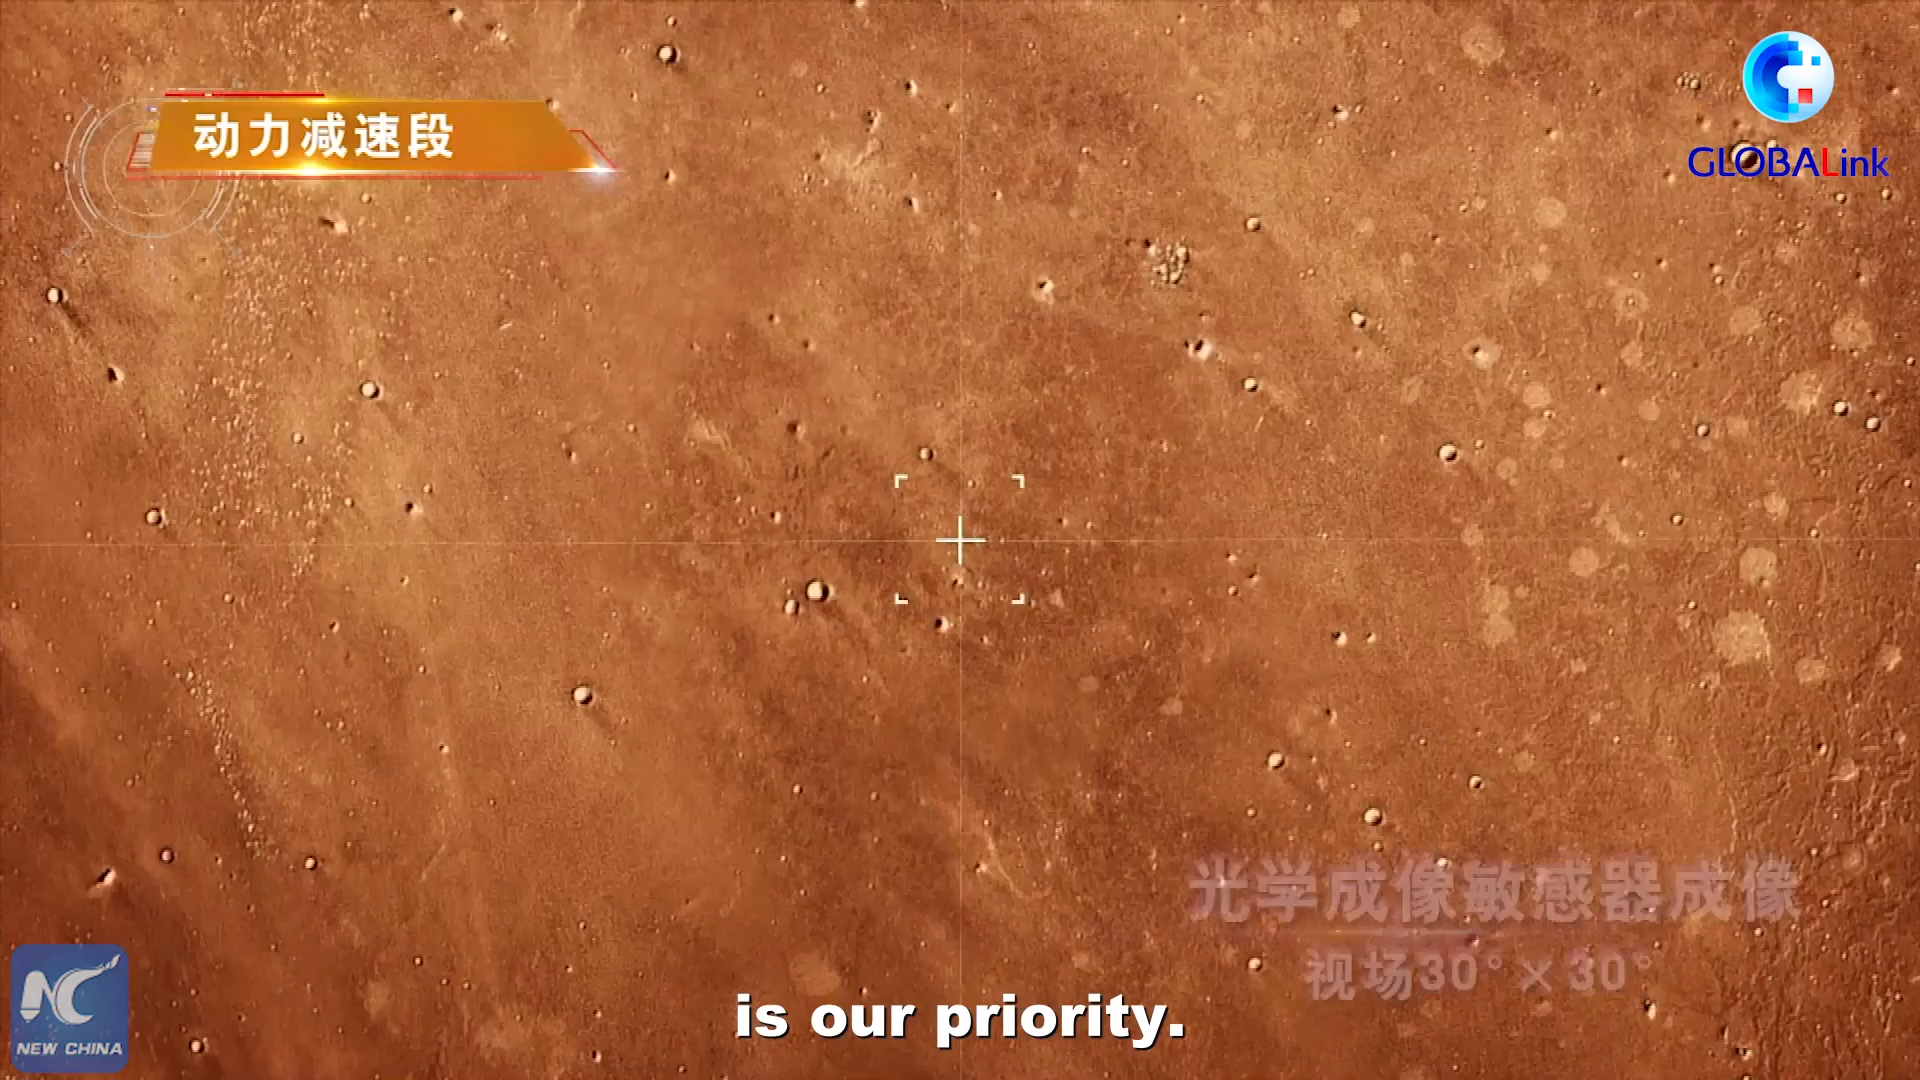 动力减速段
GLOBALink
光学成像敏感器成像
视场30°×30°
is our priority.
NEW CHINA